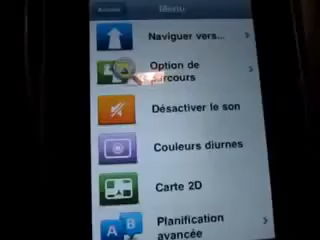 Menu
Naviguer vers...
Option de
parcours
Désactiver le son
Couleurs diurnes
Carte 2D
Planification
avancée
A B